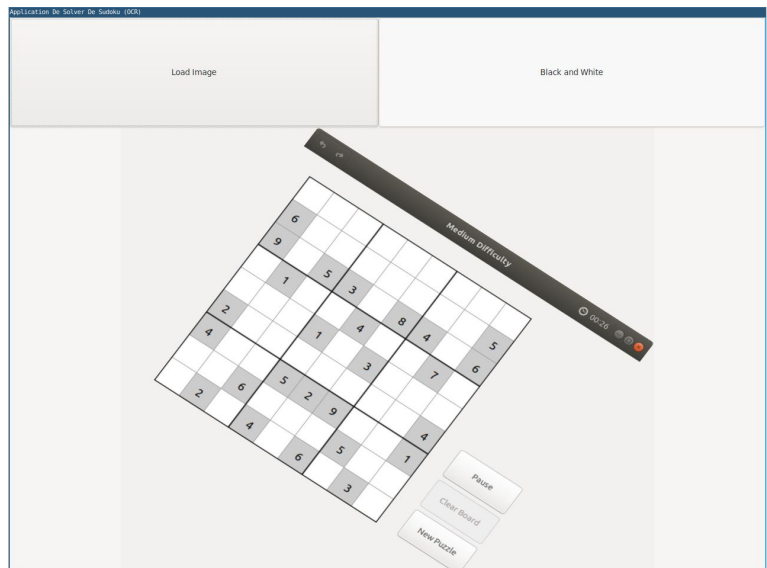 Application De Solver De Sudoku (OCR)
Load Image
Black and White
Medium Difficulty
00:26
6 5
9 5 3 8 4 6
1 4 7
1 3
2 4
4 5 2 9 1
6 5
2 4 6 3
Pause
Clear Board
New Puzzle